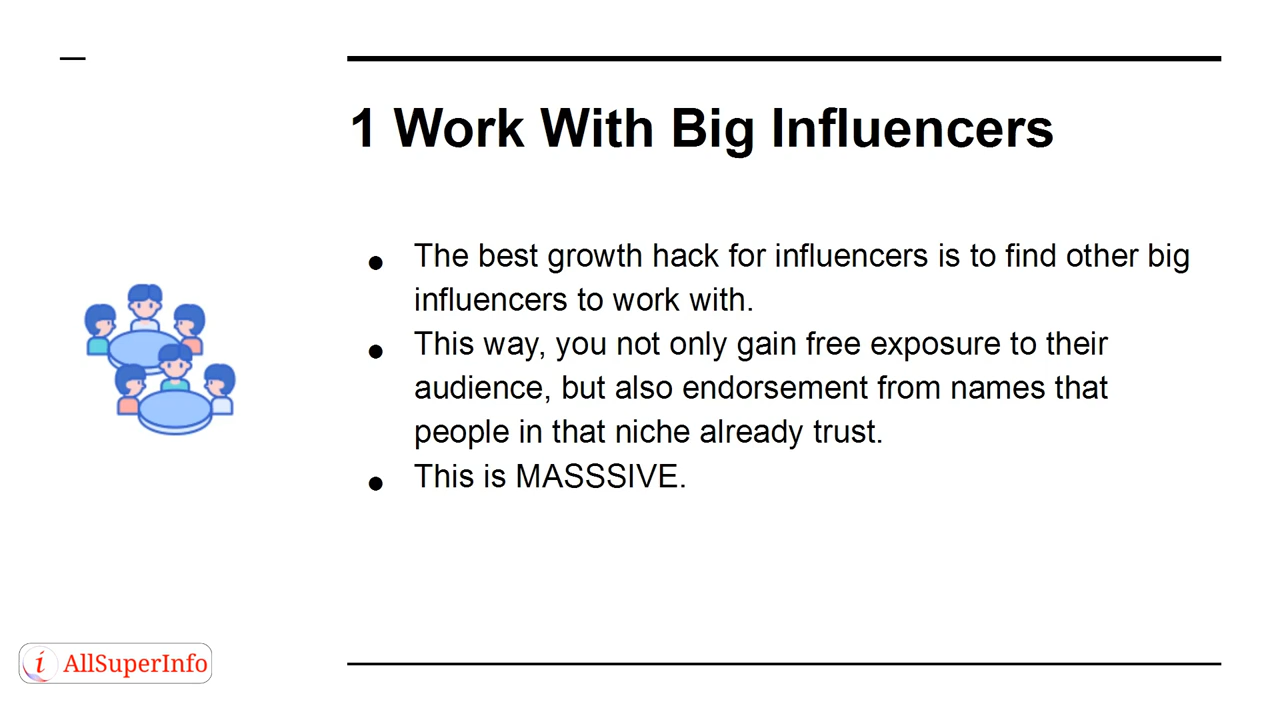 1 Work With Big Influencers
● The best growth hack for influencers is to find other big
influencers to work with.
● This way, you not only gain free exposure to their
audience, but also endorsement from names that
people in that niche already trust.
● This is MASSSIVE.
i AllSuperInfo